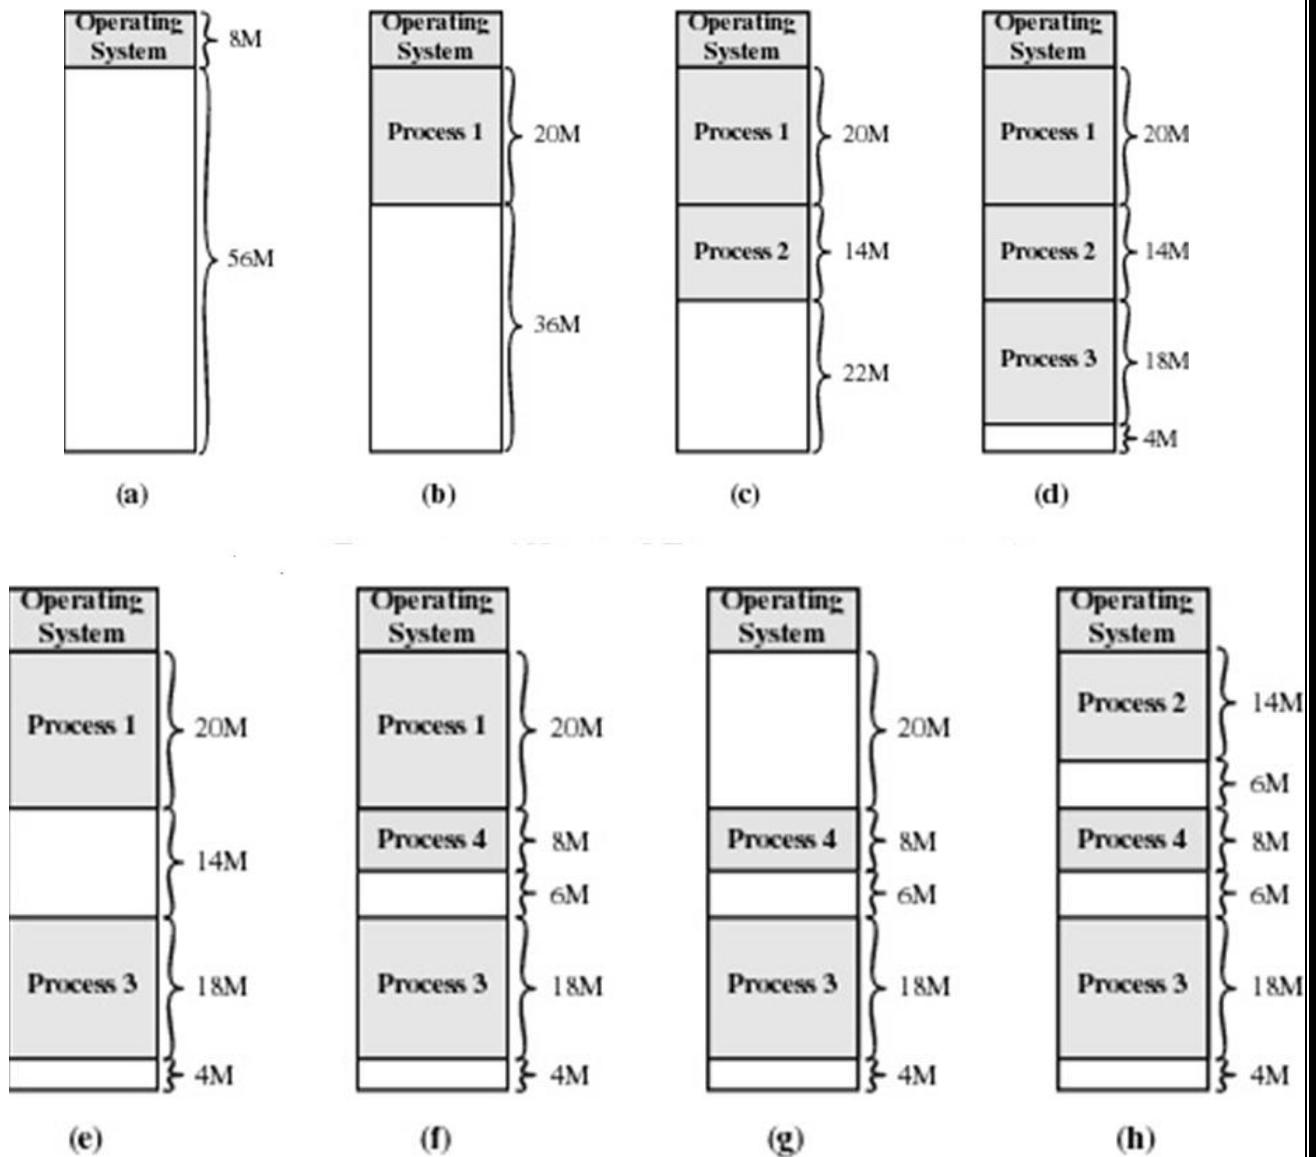 Operating
System
8M
56M
(a)
Operating
System
Process 1
20M
36M
(b)
Operating
System
Process 1
20M
Process 2
14M
22M
(c)
Operating
System
Process 1
20M
Process 2
14M
Process 3
18M
4M
(d)
Operating
System
Process 1
20M
14M
Process 3
18M
4M
(e)
Operating
System
Process 1
20M
Process 4
8M
6M
Process 3
18M
4M
(f)
Operating
System
20M
Process 4
8M
6M
Process 3
18M
4M
(g)
Operating
System
Process 2
14M
6M
Process 4
8M
6M
Process 3
18M
4M
(h)